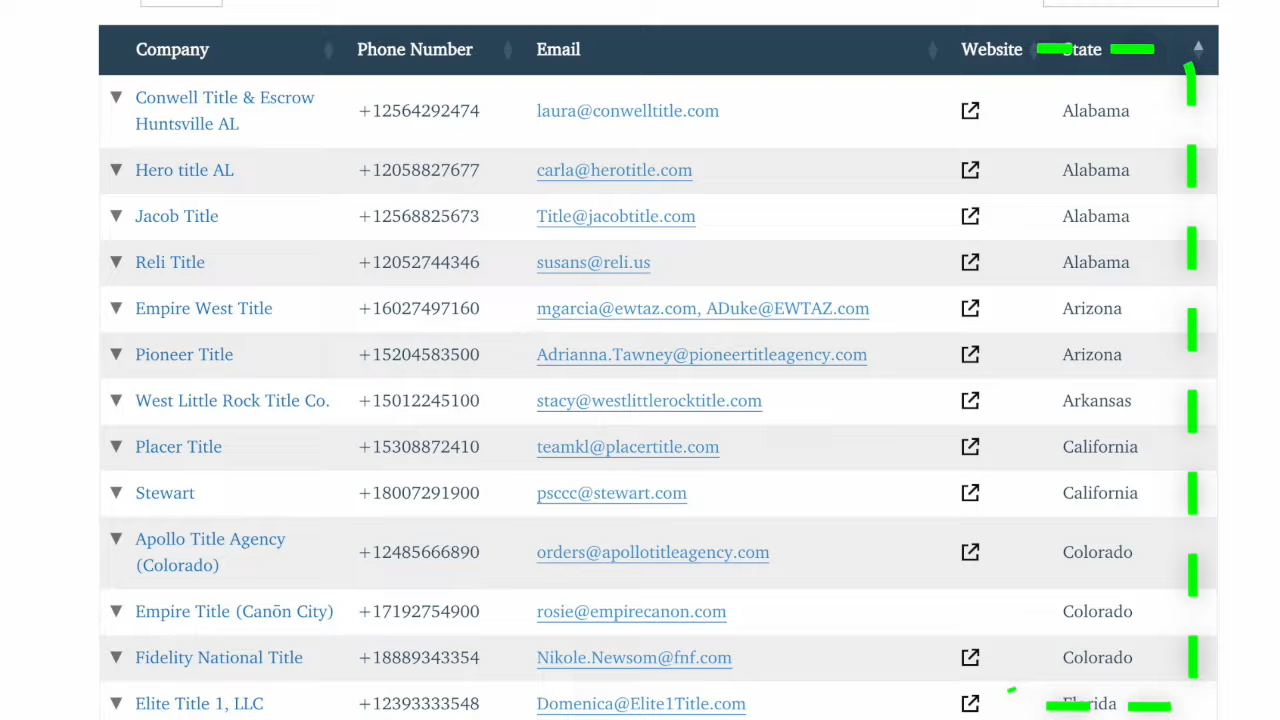 Company Phone Number Email Website State
Conwell Title & Escrow Huntsville AL +12564292474 laura@conwelltitle.com Alabama
Hero title AL +12058827677 carla@herotitle.com Alabama
Jacob Title +12568825673 Title@jacobtitle.com Alabama
Reli Title +12052744346 susans@reli.us Alabama
Empire West Title +16027497160 mgarcia@ewtaz.com, ADuke@EWTAZ.com Arizona
Pioneer Title +15204583500 Adrianna.Tawney@pioneertitleagency.com Arizona
West Little Rock Title Co. +15012245100 stacy@westlittlerocktitle.com Arkansas
Placer Title +15308872410 teamkl@placertitle.com California
Stewart +18007291900 psccc@stewart.com California
Apollo Title Agency (Colorado) +12485666890 orders@apollotitleagency.com Colorado
Empire Title (Canōn City) +17192754900 rosie@empirecanon.com Colorado
Fidelity National Title +18889343354 Nikole.Newsom@fnf.com Colorado
Elite Title 1, LLC +12393333548 Domenica@Elite1Title.com Florida